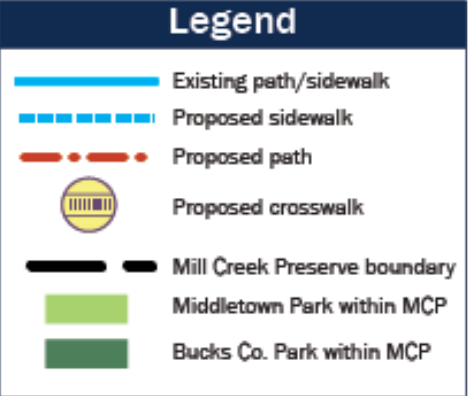 Legend
Existing path/sidewalk
Proposed sidewalk
Proposed path
Proposed crosswalk
Mill Creek Preserve boundary
Middletown Park within MCP
Bucks Co. Park within MCP